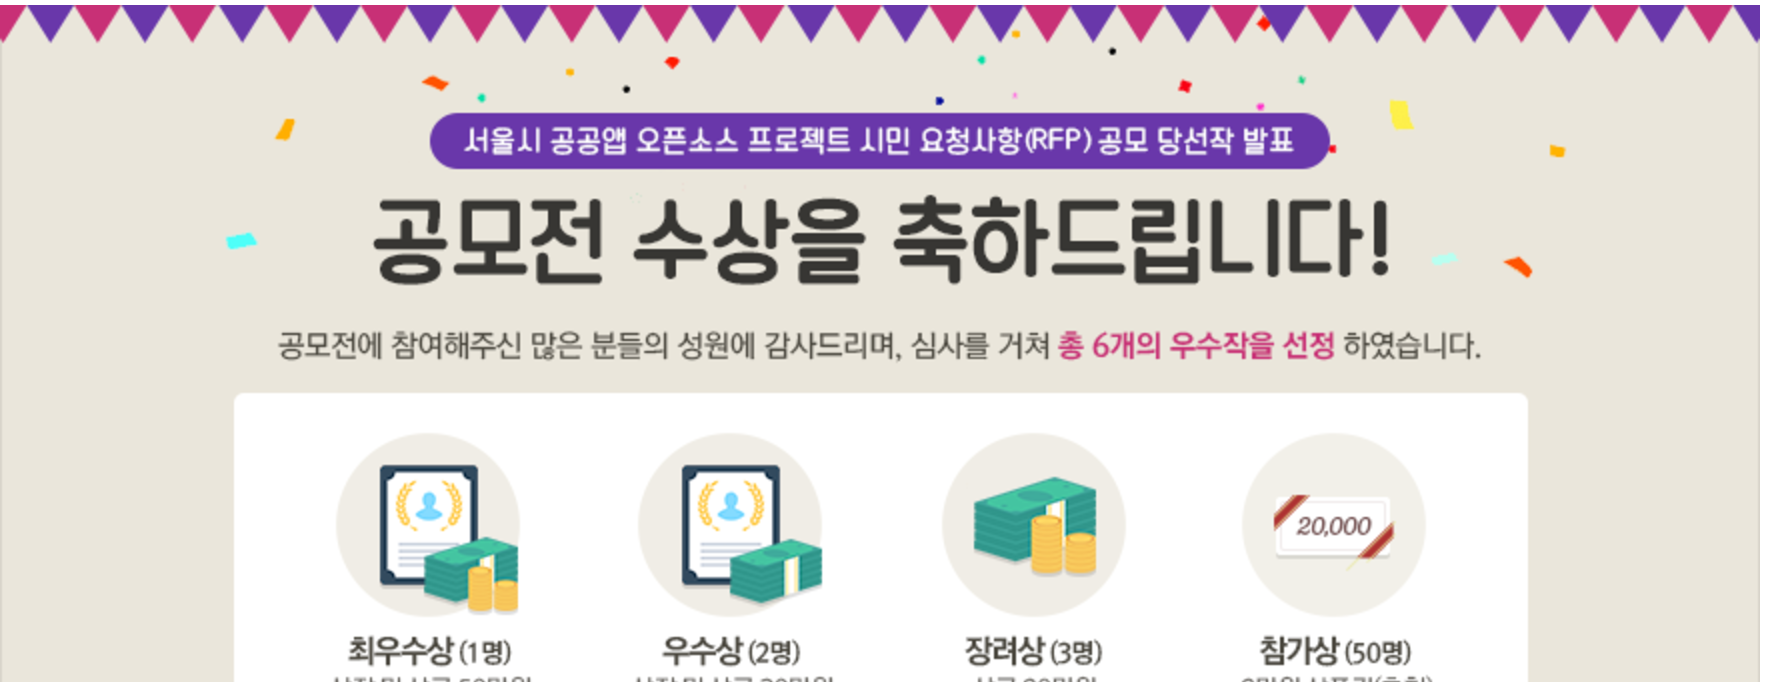 서울시 공공앱 오픈소스 프로젝트 시민 요청사항(RFP) 공모 당선작 발표
공모전 수상을 축하드립니다!
공모전에 참여해주신 많은 분들의 성원에 감사드리며, 심사를 거쳐 총 6개의 우수작을 선정 하였습니다.
20,000
최우수상 (1명) 우수상 (2명) 장려상 (3명) 참가상 (50명)